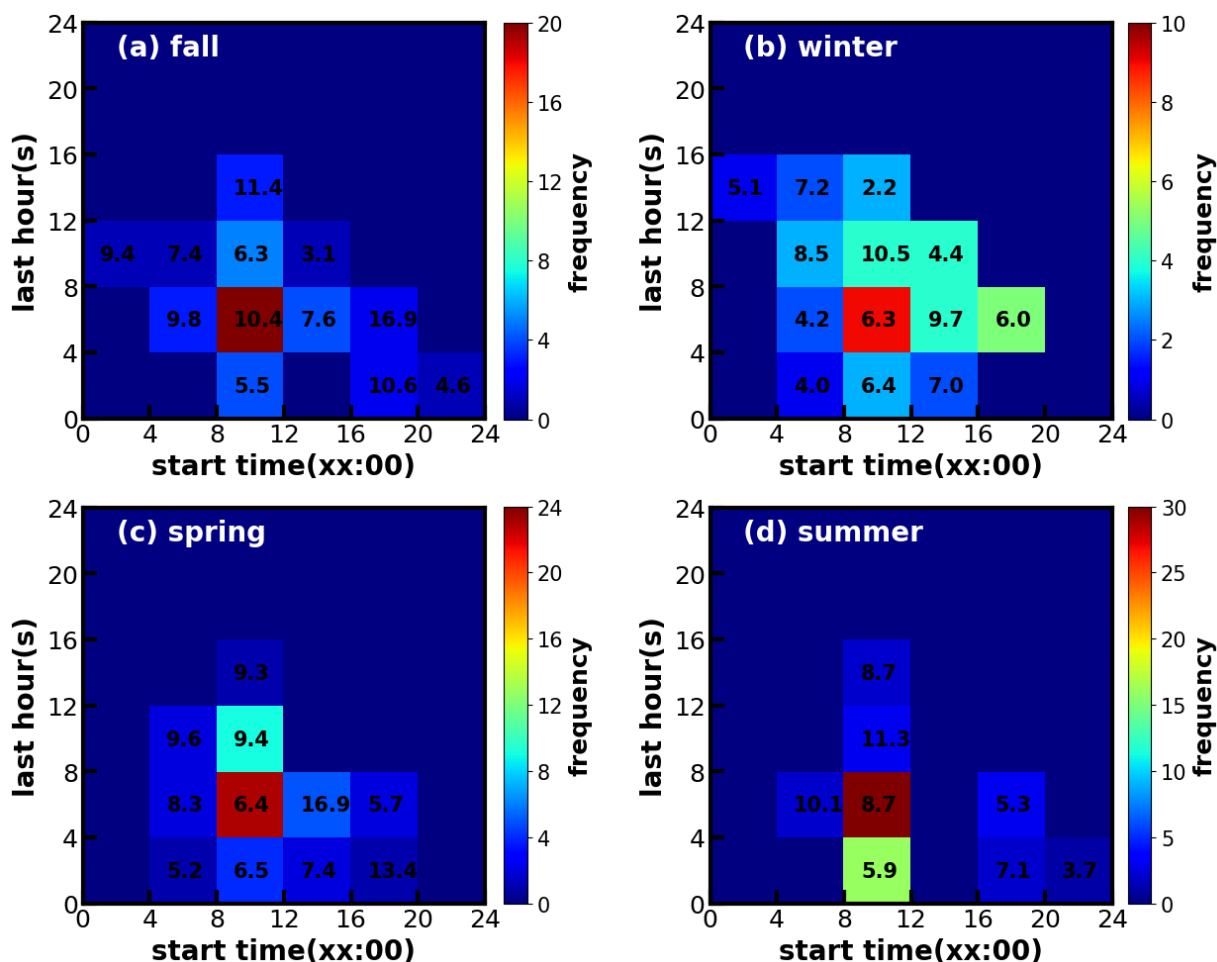 (a) fall
24
20
16
12
8
4
0
last hour(s)
11.4
9.4 7.4 6.3 3.1
9.8 10.4 7.6 16.9
5.5 10.6 4.6
0 4 8 12 16 20 24
start time(xx:00)
20
16
12
8
4
0
frequency
(b) winter
24
20
16
12
8
4
0
last hour(s)
5.1 7.2 2.2
8.5 10.5 4.4
4.2 6.3 9.7 6.0
4.0 6.4 7.0
0 4 8 12 16 20 24
start time(xx:00)
10
8
6
4
2
0
frequency
(c) spring
24
20
16
12
8
4
0
last hour(s)
9.3
9.6 9.4
8.3 6.4 16.9 5.7
5.2 6.5 7.4 13.4
0 4 8 12 16 20 24
start time(xx:00)
24
20
16
12
8
4
0
frequency
(d) summer
24
20
16
12
8
4
0
last hour(s)
8.7
11.3
10.1 8.7 5.3
5.9 7.1 3.7
0 4 8 12 16 20 24
start time(xx:00)
30
25
20
15
10
5
0
frequency